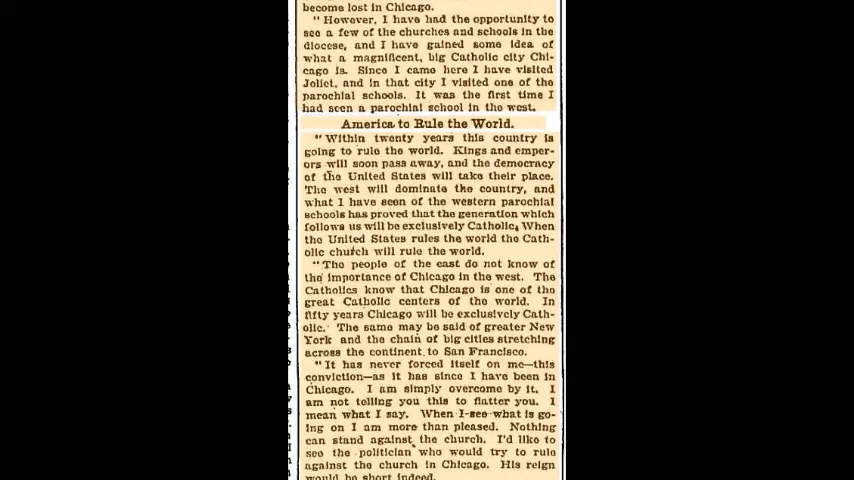 become lost in Chicago.
"However, I have had the opportunity to
see a few of the churches and schools in the
diocese, and I have gained some idea of
what a magnificent, big Catholic city Chi-
cago is. Since I came here I have visited
Joliet, and in that city I visited one of the
parochial schools. It was the first time I
had seen a parochial school in the west.
America to Rule the World.
"Within twenty years this country is
going to rule the world. Kings and emper-
ors will soon pass away, and the democracy
of the United States will take their place.
The west will dominate the country, and
what I have seen of the western parochial
schools has proved that the generation which
follows us will be exclusively Catholic. When
the United States rules the world the Cath-
olic church will rule the world.
"The people of the east do not know of
the importance of Chicago in the west. The
Catholics know that Chicago is one of the
great Catholic centers of the world. In
fifty years Chicago will be exclusively Cath-
olic. The same may be said of greater New
York and the chain of big cities stretching
across the continent to San Francisco.
"It has never forced itself on me—this
conviction—as it has since I have been in
Chicago. I am simply overcome by it. I
am not telling you this to flatter you. I
mean what I say. When I see what is go-
ing on I am more than pleased. Nothing
can stand against the church. I'd like to
see the politician who would try to rule
against the church in Chicago. His reign
would be short indeed.